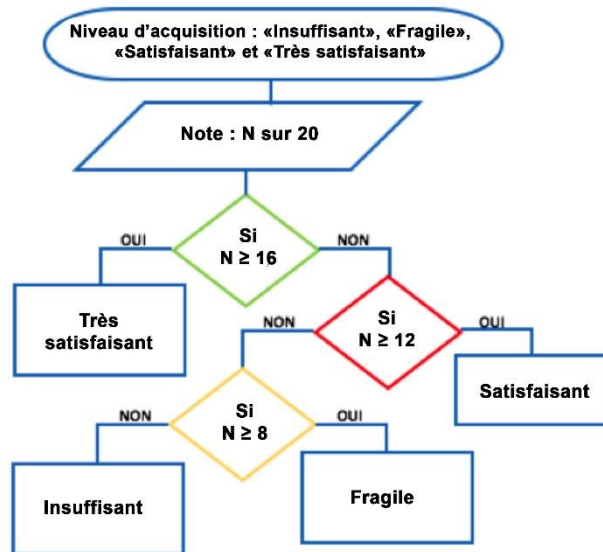 Niveau d’acquisition : «Insuffisant», «Fragile»,
«Satisfaisant» et «Très satisfaisant»
Note : N sur 20
Si
N ≥ 16
OUI
NON
Très
satisfaisant
Si
N ≥ 12
NON
OUI
Satisfaisant
Si
N ≥ 8
NON
OUI
Insuffisant
Fragile